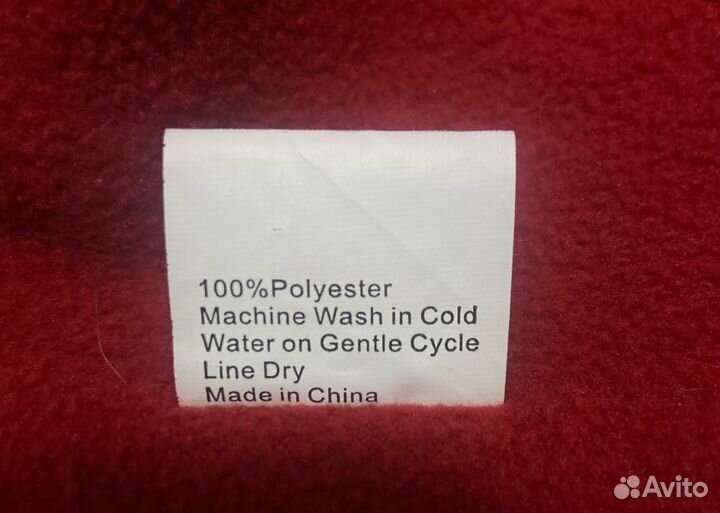 100%Polyester
Machine Wash in Cold
Water on Gentle Cycle
Line Dry
Made in China
Avito